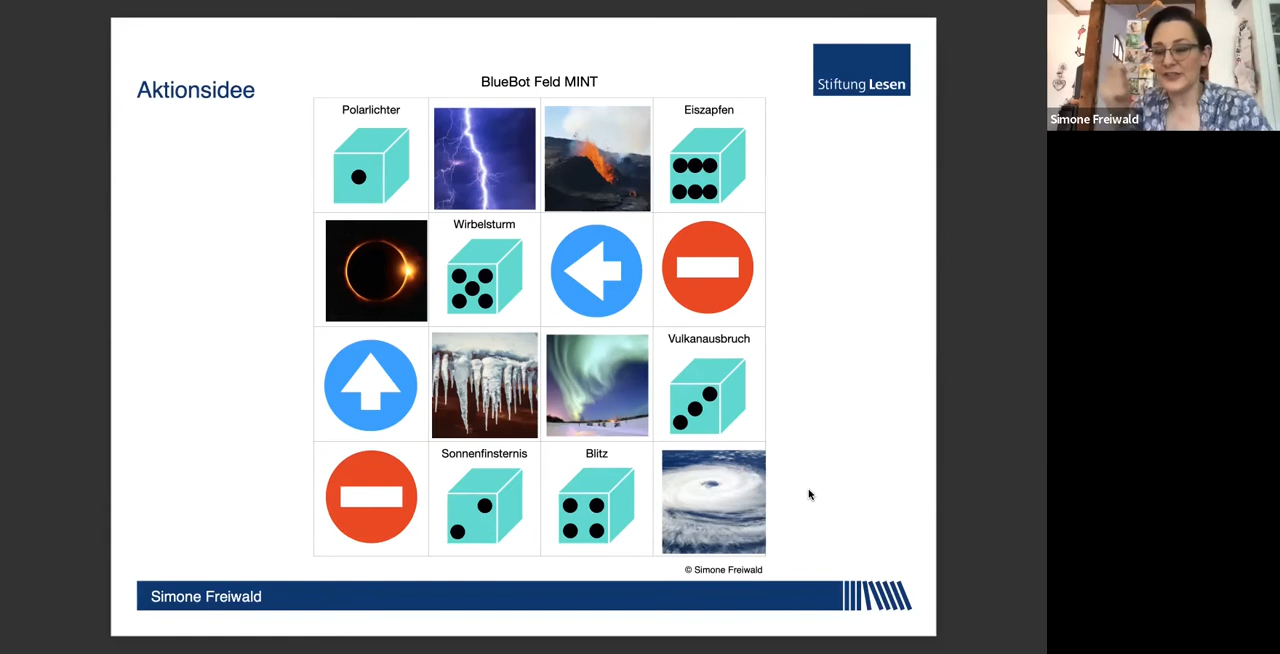 Aktionsidee
BlueBot Feld MINT
Stiftung Lesen
Polarlichter
Eiszapfen
Wirbelsturm
Vulkanausbruch
Sonnenfinsternis
Blitz
© Simone Freiwald
Simone Freiwald
Simone Freiwald